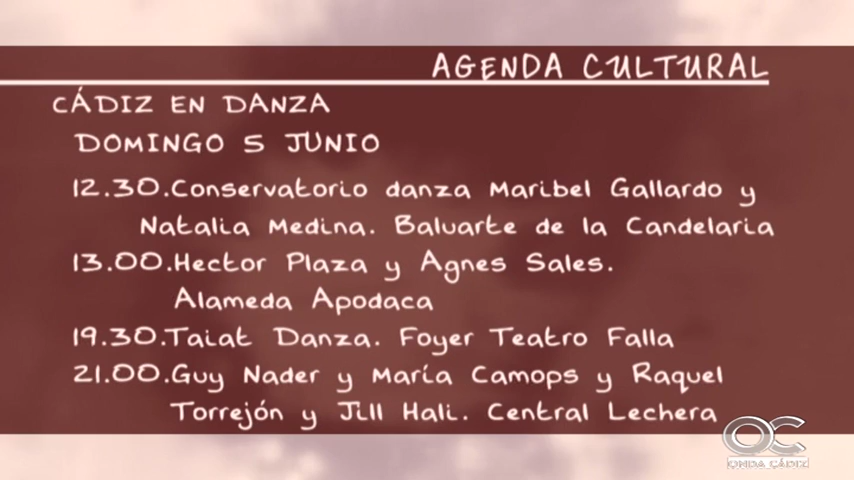 AGENDA CULTURAL
CÁDIZ EN DANZA
DOMINGO 5 JUNIO
12.30.Conservatorio danza Maribel Gallardo y
Natalia Medina. Baluarte de la Candelaria
13.00.Hector Plaza y Agnes Sales.
Alameda Apodaca
19.30.Taiat Danza. Foyer Teatro Falla
21.00.Guy Nader y María Camops y Raquel
Torrejón y Jill Hali. Central Lechera
OC
ONDA CÁDIZ